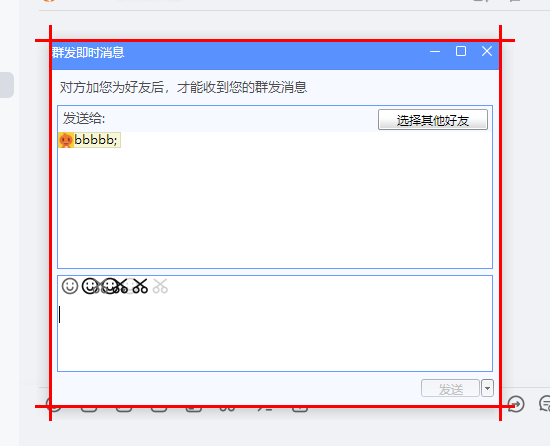 群发即时消息
对方加您为好友后，才能收到您的群发消息
发送给:
选择其他好友
bbbbb;
发送